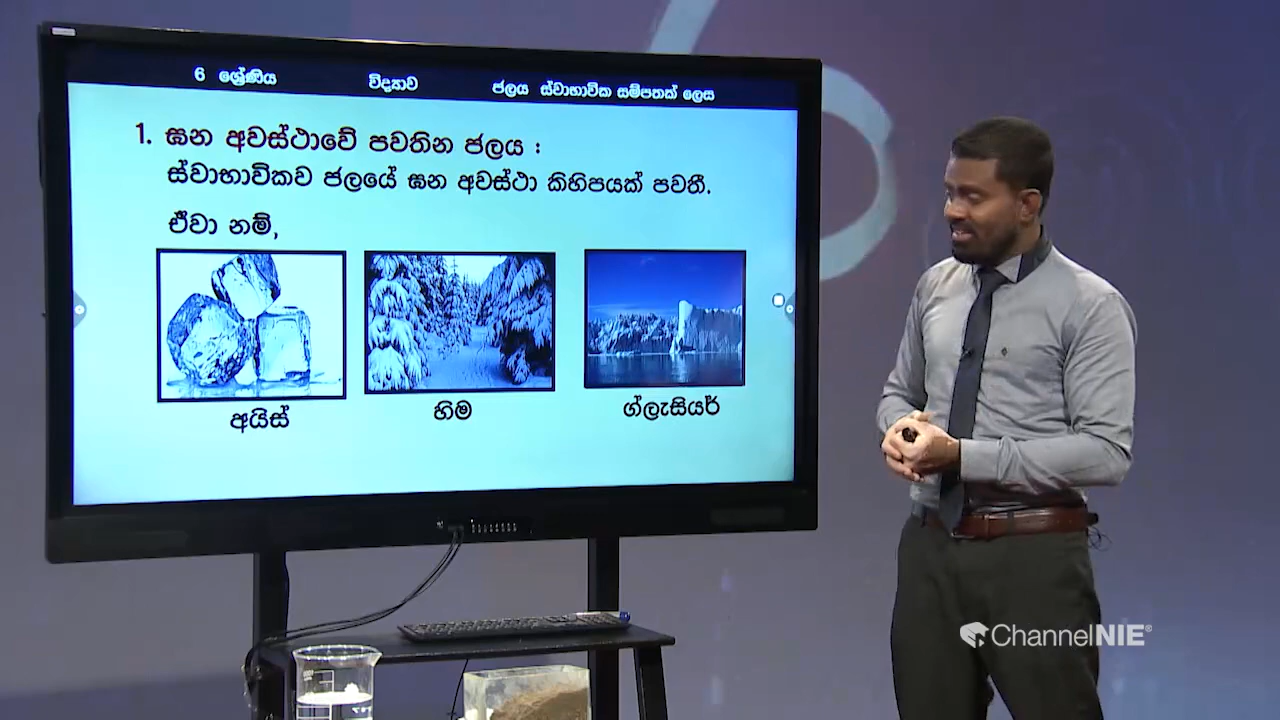 6 ශ්‍රේණිය විද්‍යාව ජලය ස්වාභාවික සම්පතක් ලෙස
1. ඝන අවස්ථාවේ පවතින ජලය :
ස්වාභාවිකව ජලයේ ඝන අවස්ථා කිහිපයක් පවතී.
ඒවා නම්,
අයිස් හිම ග්ලැසියර්
ChannelNIE®